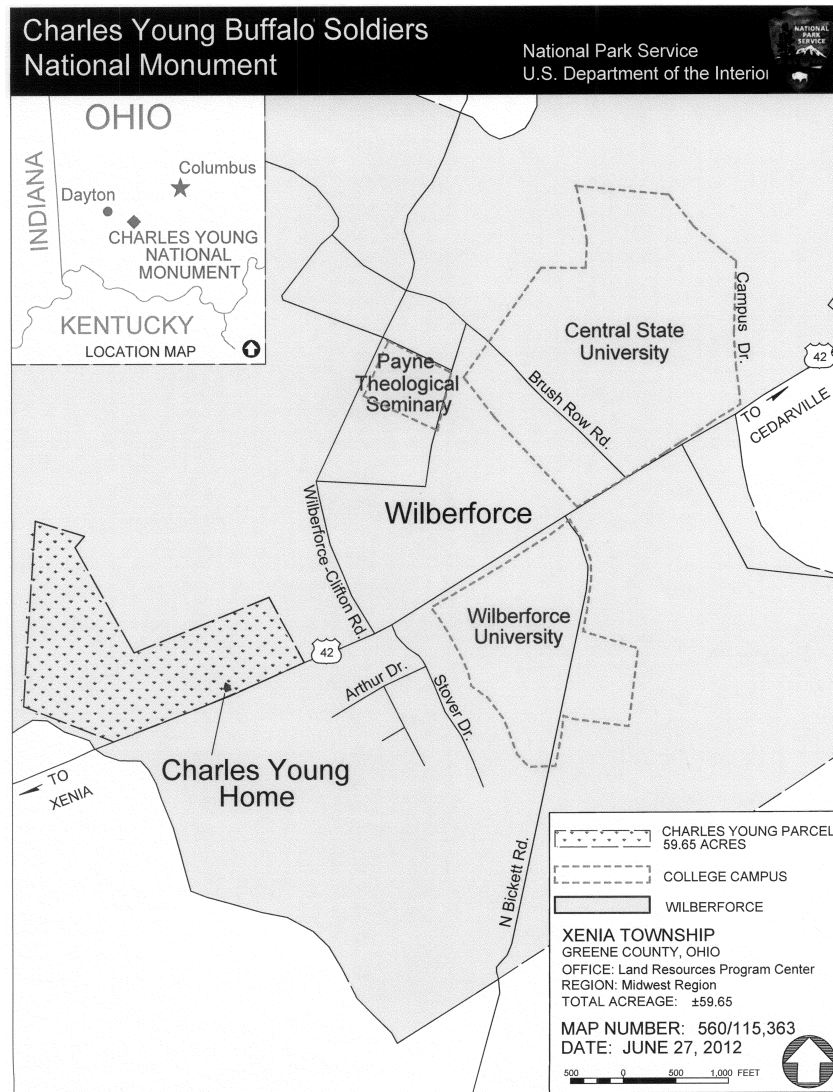 Charles Young Buffalo Soldiers
National Monument
National Park Service
U.S. Department of the Interior
NATIONAL
PARK
SERVICE
OHIO
INDIANA
Columbus
Dayton
CHARLES YOUNG
NATIONAL
MONUMENT
KENTUCKY
LOCATION MAP
Central State
University
Campus Dr.
42
TO
CEDARVILLE
Payne
Theological
Seminary
Brush Row Rd.
Wilberforce
Wilberforce-Clifton Rd.
Wilberforce
University
42
Arthur Dr.
Stover Dr.
Charles Young
Home
TO
XENIA
N Bickett Rd.
CHARLES YOUNG PARCEL
59.65 ACRES
COLLEGE CAMPUS
WILBERFORCE
XENIA TOWNSHIP
GREENE COUNTY, OHIO
OFFICE: Land Resources Program Center
REGION: Midwest Region
TOTAL ACREAGE: ±59.65
MAP NUMBER: 560/115,363
DATE: JUNE 27, 2012
500 0 500 1,000 FEET